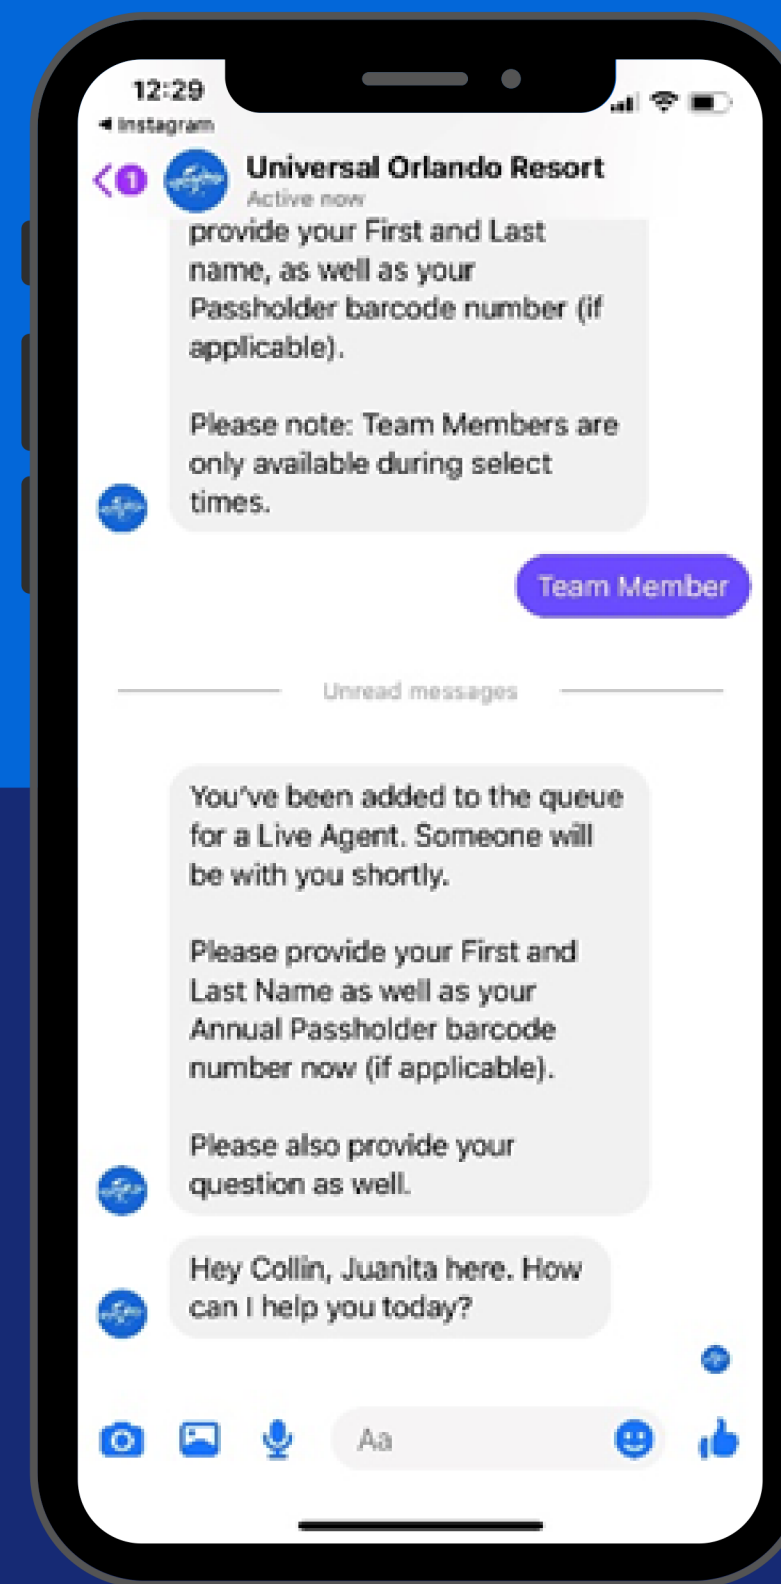 12:29
Instagram
1
Universal Orlando Resort
Active now
provide your First and Last
name, as well as your
Passholder barcode number (if
applicable).
Please note: Team Members are
only available during select
times.
Team Member
Unread messages
You've been added to the queue
for a Live Agent. Someone will
be with you shortly.
Please provide your First and
Last Name as well as your
Annual Passholder barcode
number now (if applicable).
Please also provide your
question as well.
Hey Collin, Juanita here. How
can I help you today?
Aa